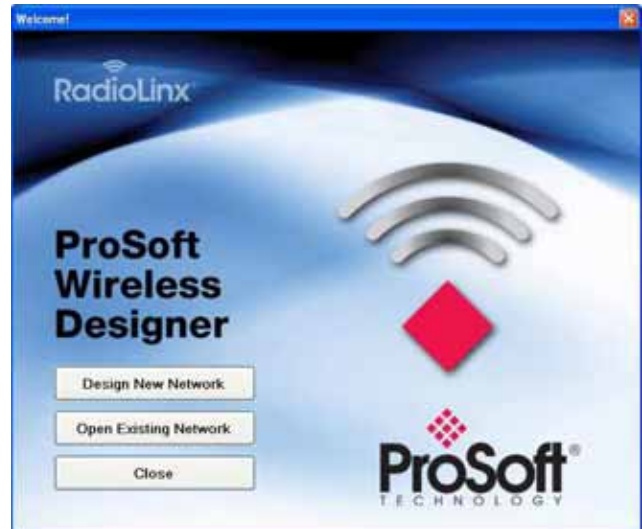 Welcome!
RadioLinx
ProSoft
Wireless
Designer
Design New Network
Open Existing Network
Close
ProSoft®
TECHNOLOGY